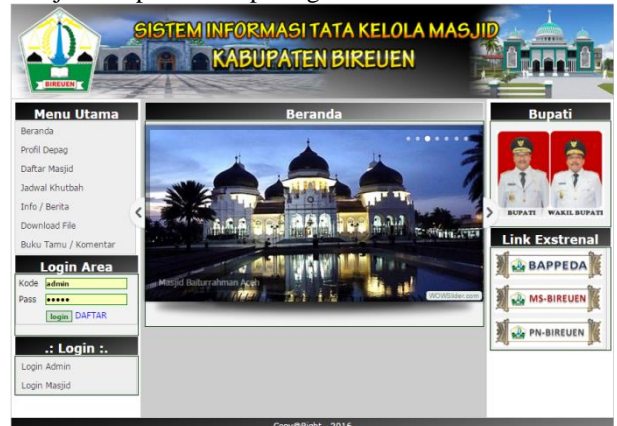 SISTEM INFORMASI TATA KELOLA MASJID
KABUPATEN BIREUEN
BIREUEN
Menu Utama
Beranda
Profil Depag
Daftar Masjid
Jadwal Khutbah
Info / Berita
Download File
Buku Tamu / Komentar
Login Area
Kode admin
Pass •••••
login DAFTAR
.: Login :.
Login Admin
Login Masjid
Beranda
Masjid Baiturrahman Aceh
WOWSlider.com
Bupati
BUPATI WAKIL BUPATI
Link Exstrenal
BAPPEDA
MS-BIREUEN
PN-BIREUEN
Copy@Right - 2016